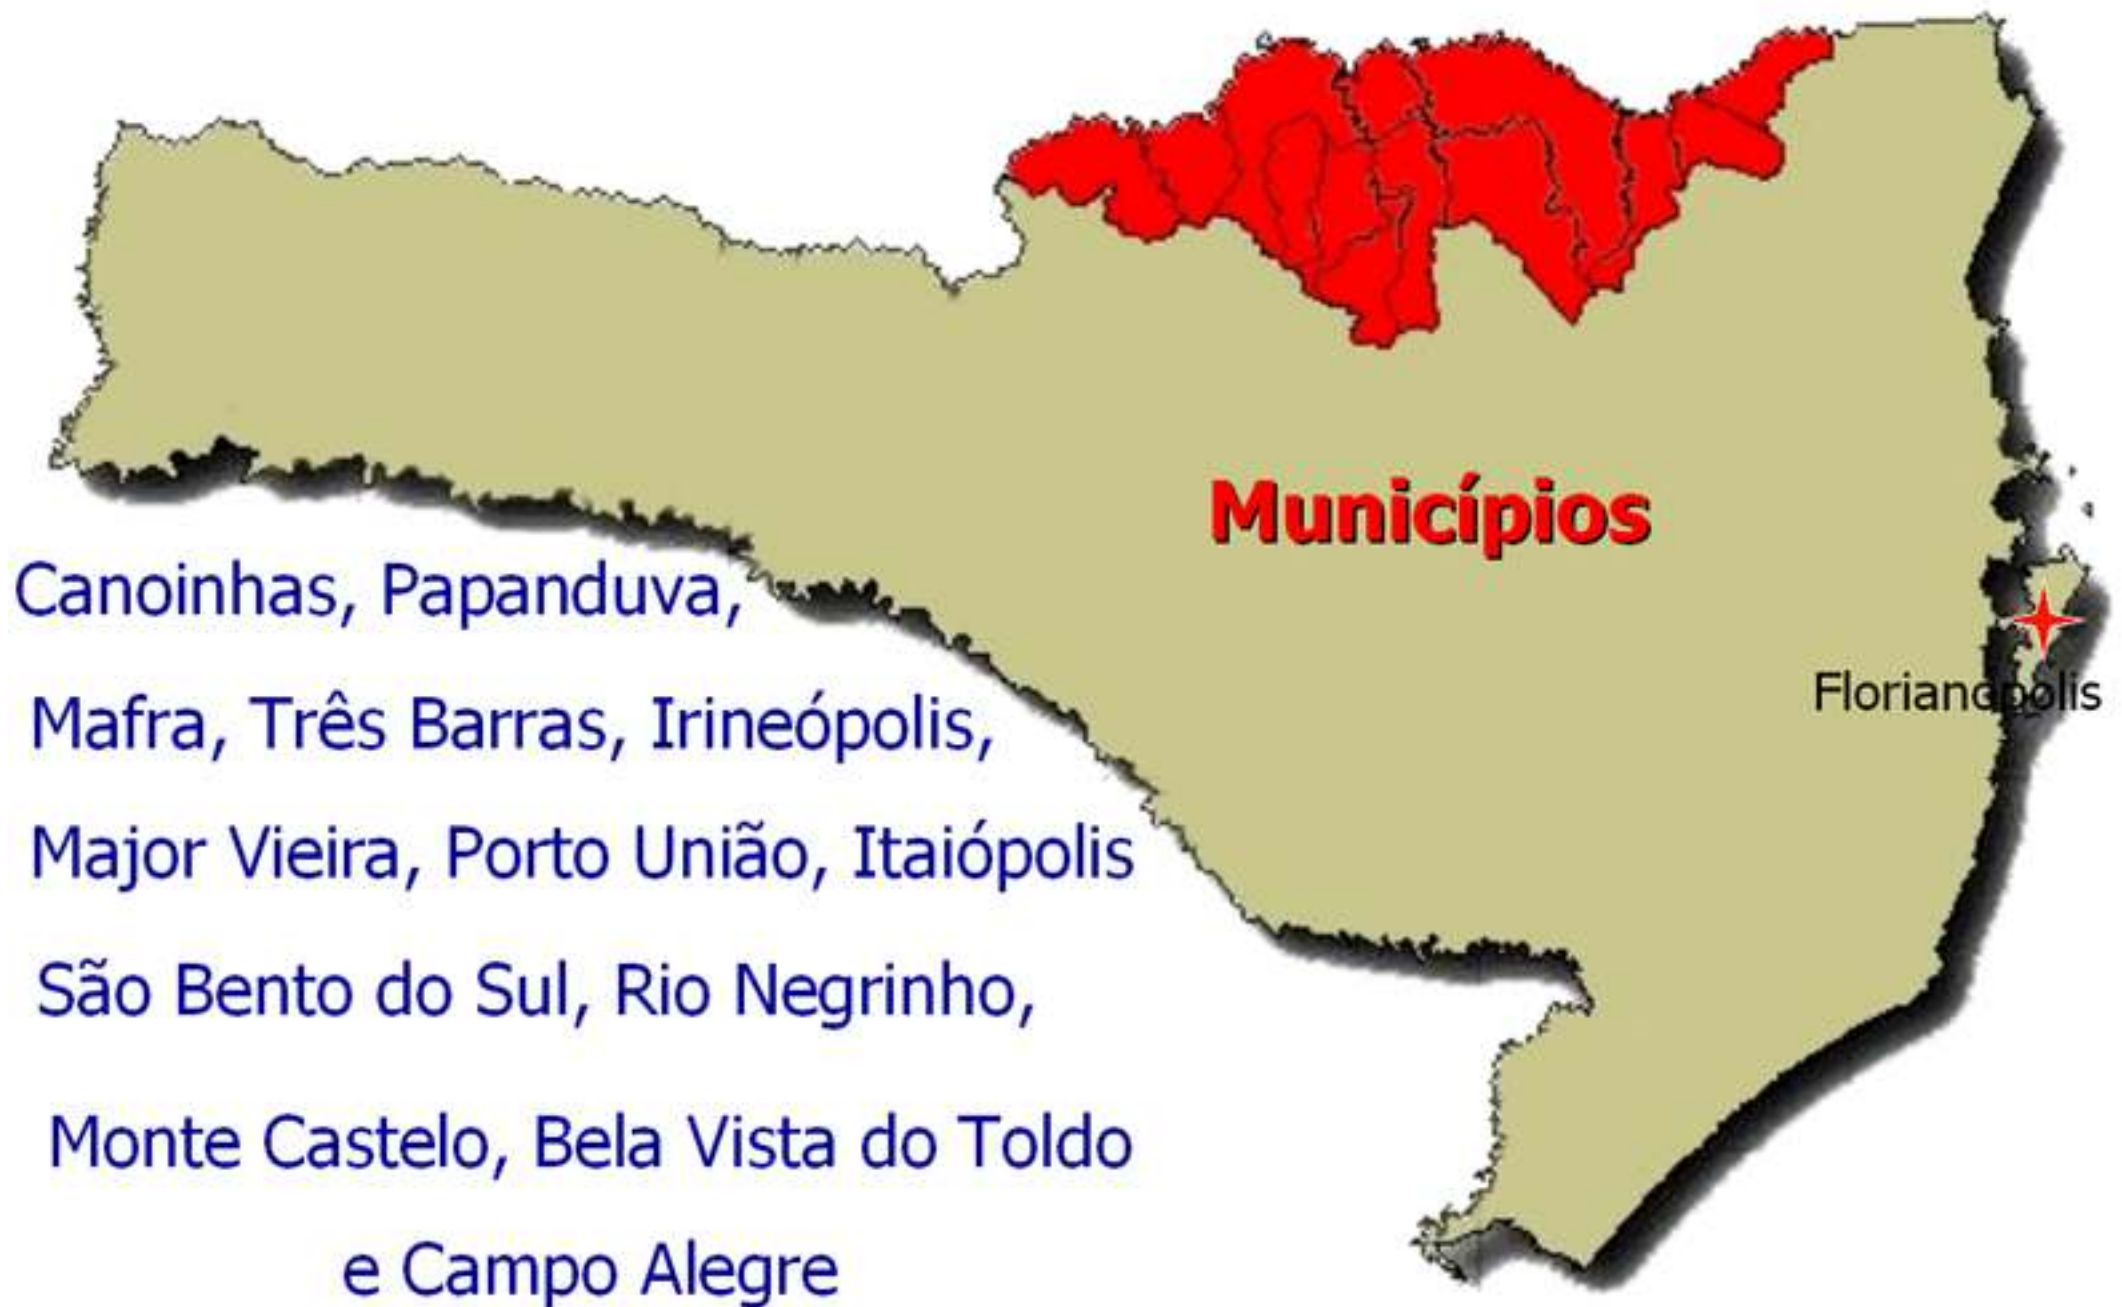 Municípios
Canoinhas, Papanduva,
Florianópolis
Mafra, Três Barras, Irineópolis,
Major Vieira, Porto União, Itaiópolis
São Bento do Sul, Rio Negrinho,
Monte Castelo, Bela Vista do Toldo
e Campo Alegre